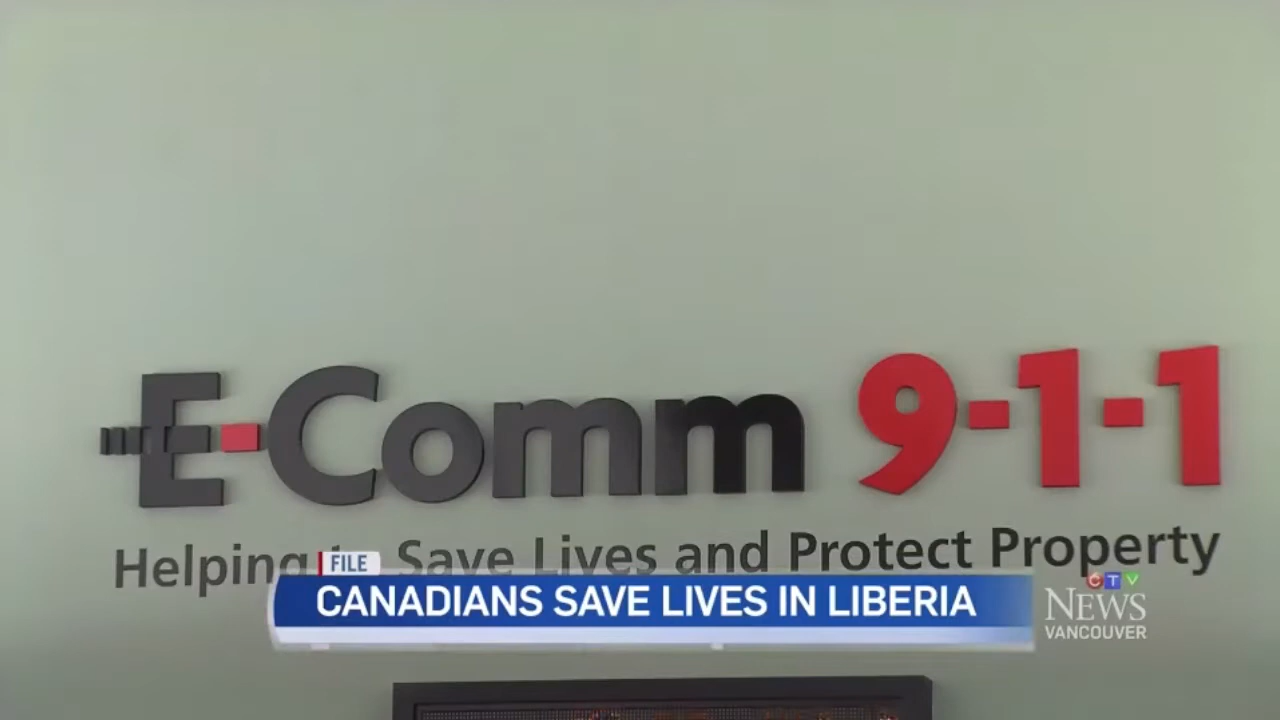 E-Comm 9-1-1
Helping Save Lives and Protect Property
FILE
CANADIANS SAVE LIVES IN LIBERIA
CTV
NEWS
VANCOUVER